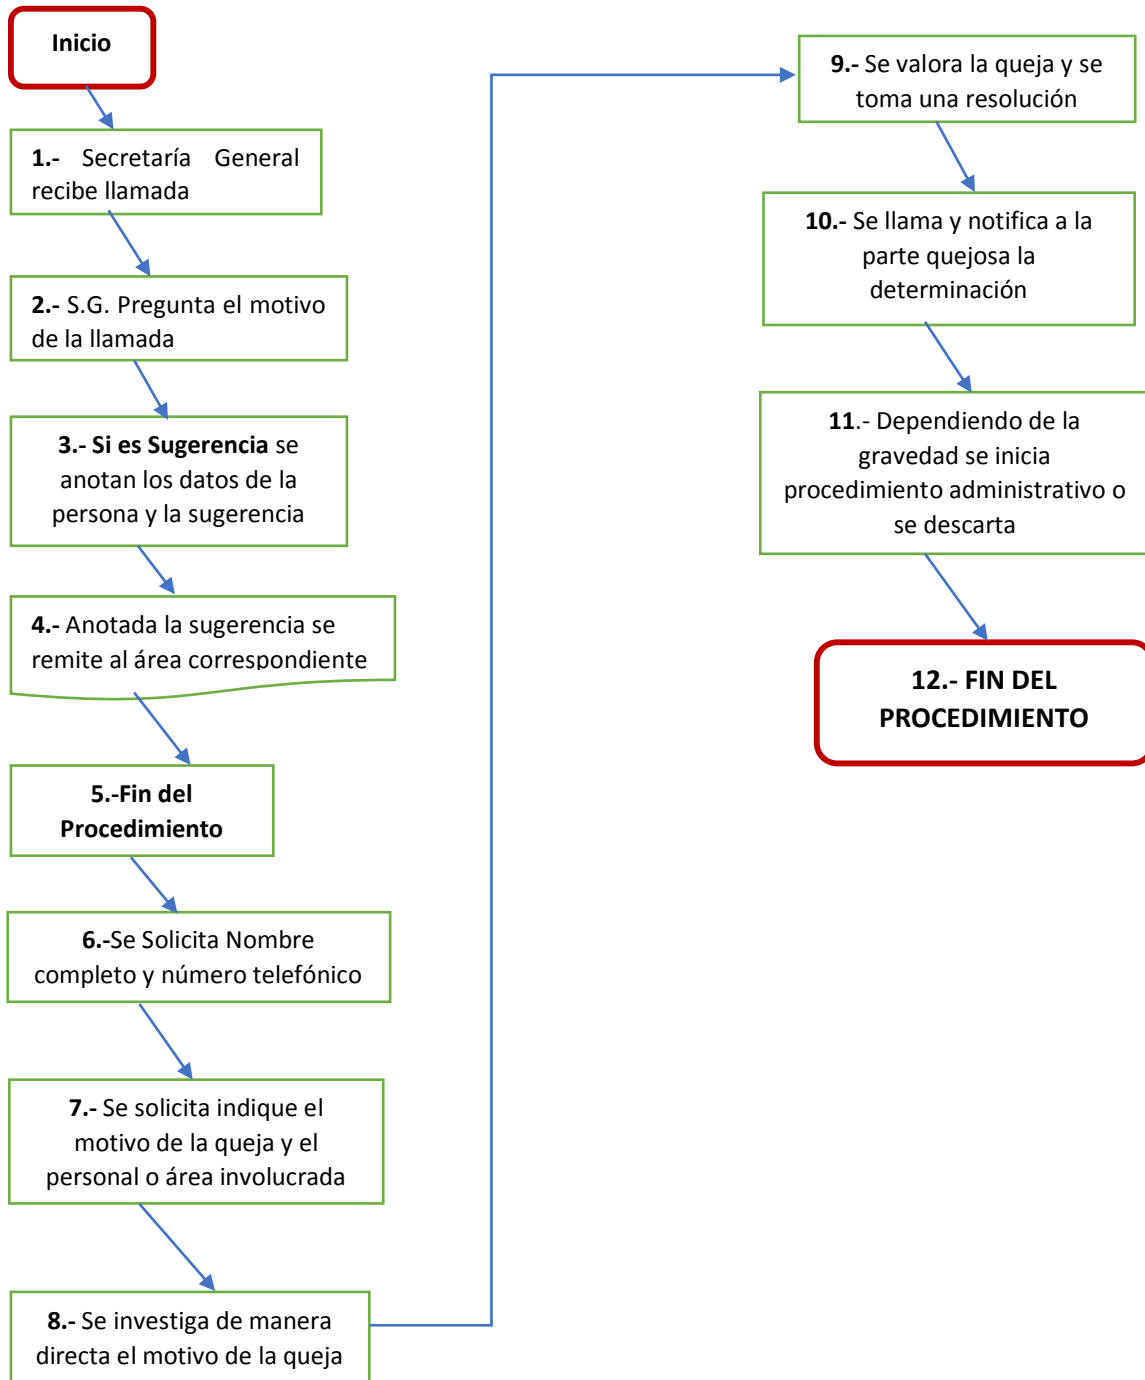 Inicio
1.- Secretaría General
recibe llamada
2.- S.G. Pregunta el motivo
de la llamada
3.- Si es Sugerencia se
anotan los datos de la
persona y la sugerencia
4.- Anotada la sugerencia se
remite al área correspondiente
5.-Fin del
Procedimiento
6.-Se Solicita Nombre
completo y número telefónico
7.- Se solicita indique el
motivo de la queja y el
personal o área involucrada
8.- Se investiga de manera
directa el motivo de la queja
9.- Se valora la queja y se
toma una resolución
10.- Se llama y notifica a la
parte quejosa la
determinación
11.- Dependiendo de la
gravedad se inicia
procedimiento administrativo o
se descarta
12.- FIN DEL
PROCEDIMIENTO